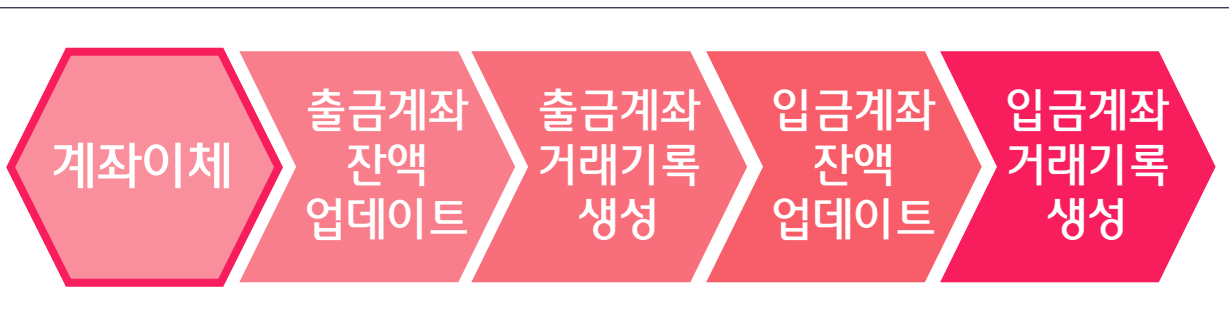 계좌이체
출금계좌
잔액
업데이트
출금계좌
거래기록
생성
입금계좌
잔액
업데이트
입금계좌
거래기록
생성